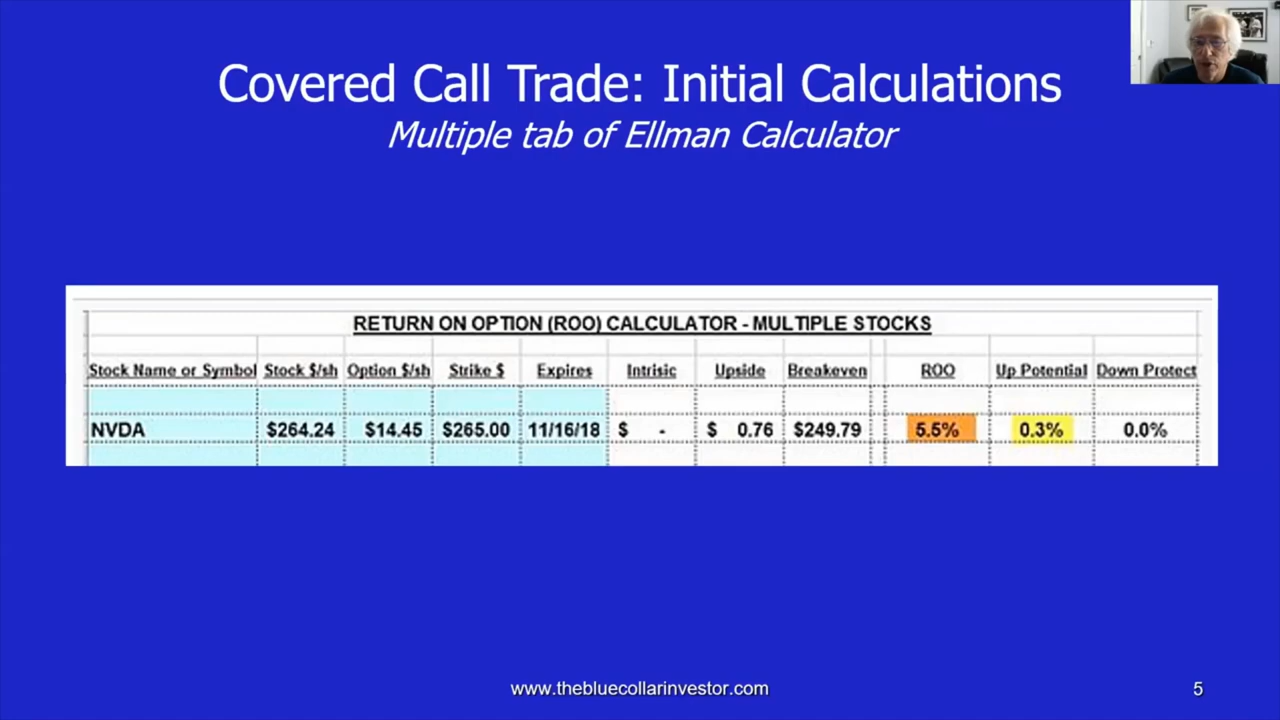 Covered Call Trade: Initial Calculations
Multiple tab of Ellman Calculator
RETURN ON OPTION (ROO) CALCULATOR - MULTIPLE STOCKS
Stock Name or Symbol Stock $/sh Option $/sh Strike $ Expires Intrisic Upside Breakeven ROO Up Potential Down Protect
NVDA $264.24 $14.45 $265.00 11/16/18 $ - $ 0.76 $249.79 5.5% 0.3% 0.0%
www.thebluecollarinvestor.com 5